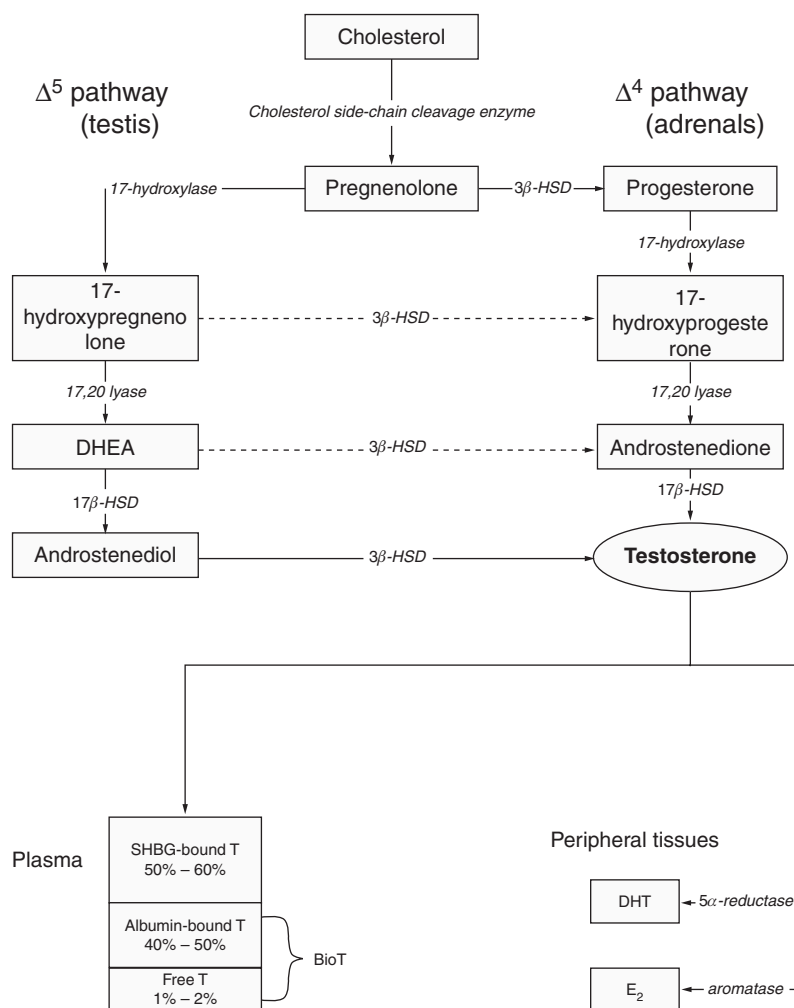 Cholesterol
Δ⁵ pathway
(testis)
Cholesterol side-chain cleavage enzyme
Δ⁴ pathway
(adrenals)
17-hydroxylase
Pregnenolone
3β-HSD
Progesterone
17-hydroxylase
17-
hydroxypregneno
lone
3β-HSD
17-
hydroxyprogeste
rone
17,20 lyase
17,20 lyase
DHEA
3β-HSD
Androstenedione
17β-HSD
17β-HSD
Androstenediol
3β-HSD
Testosterone
Plasma
SHBG-bound T
50% – 60%
Albumin-bound T
40% – 50%
Free T
1% – 2%
BioT
Peripheral tissues
DHT
5α-reductase
E₂
aromatase